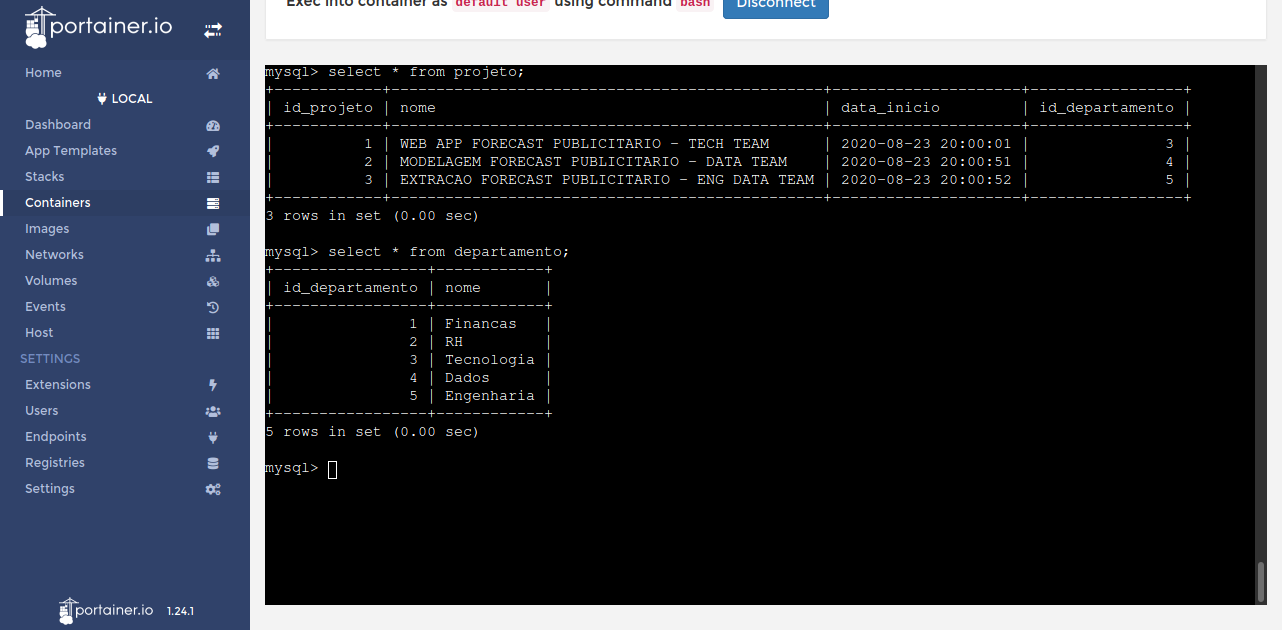 portainer.io
Home
LOCAL
Dashboard
App Templates
Stacks
Containers
Images
Networks
Volumes
Events
Host
SETTINGS
Extensions
Users
Endpoints
Registries
Settings
portainer.io 1.24.1
Exec into container as default user using command bash Disconnect
mysql> select * from projeto;
+------------+------------------------------------------------+---------------------+-----------------+
| id_projeto | nome                                           | data_inicio         | id_departamento |
+------------+------------------------------------------------+---------------------+-----------------+
|          1 | WEB APP FORECAST PUBLICITARIO - TECH TEAM      | 2020-08-23 20:00:01 |               3 |
|          2 | MODELAGEM FORECAST PUBLICITARIO - DATA TEAM    | 2020-08-23 20:00:51 |               4 |
|          3 | EXTRACAO FORECAST PUBLICITARIO - ENG DATA TEAM | 2020-08-23 20:00:52 |               5 |
+------------+------------------------------------------------+---------------------+-----------------+
3 rows in set (0.00 sec)
mysql> select * from departamento;
+-----------------+------------+
| id_departamento | nome       |
+-----------------+------------+
|               1 | Financas   |
|               2 | RH         |
|               3 | Tecnologia |
|               4 | Dados      |
|               5 | Engenharia |
+-----------------+------------+
5 rows in set (0.00 sec)
mysql>